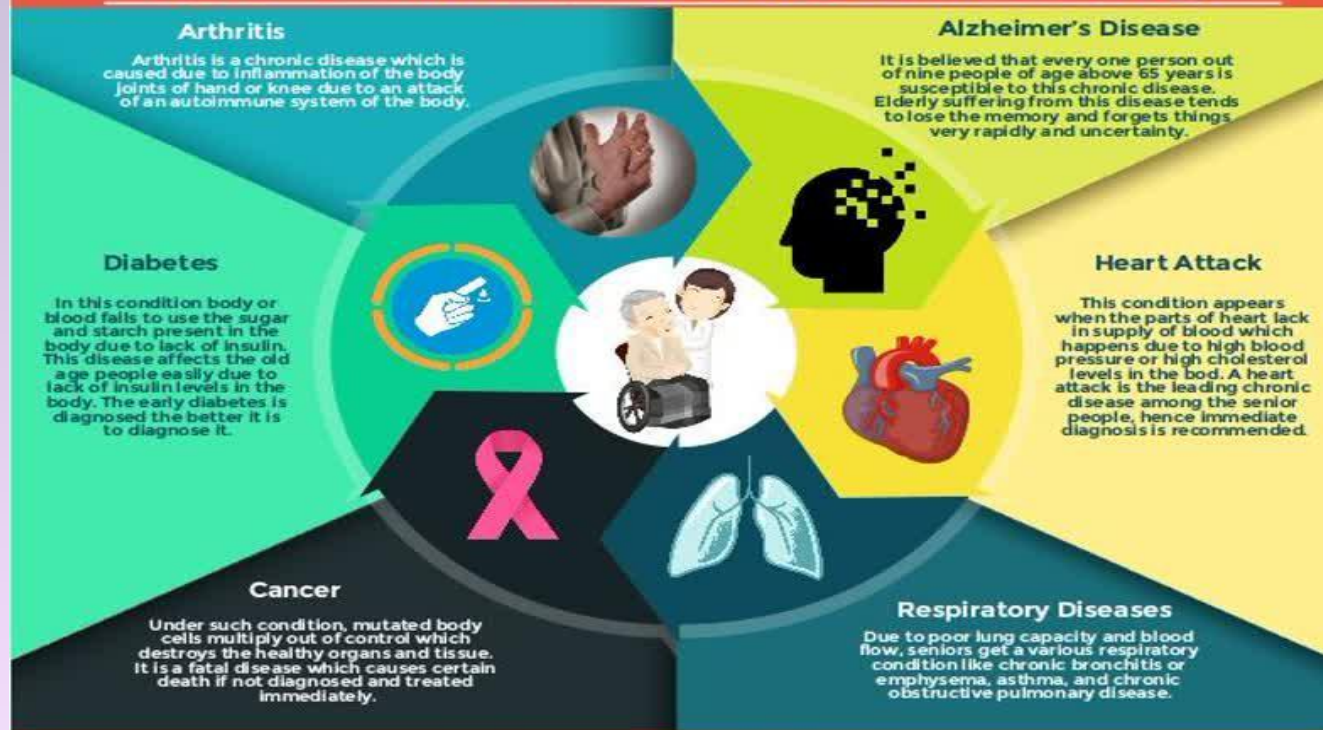 Arthritis
Arthritis is a chronic disease which is
caused due to inflammation of the body
joints of hand or knee due to an attack
of an autoimmune system of the body.
Alzheimer's Disease
It is believed that every one person out
of nine people of age above 65 years is
susceptible to this chronic disease.
Elderly suffering from this disease tends
to lose the memory and forgets things
very rapidly and uncertainty.
Diabetes
In this condition body or
blood fails to use the sugar
and starch present in the
body due to lack of insulin.
This disease affects the old
age people easily due to
lack of insulin levels in the
body. The early diabetes is
diagnosed the better it is
to diagnose it.
Heart Attack
This condition appears
when the parts of heart lack
in supply of blood which
happens due to high blood
pressure or high cholesterol
levels in the bod. A heart
attack is the leading chronic
disease among the senior
people, hence immediate
diagnosis is recommended.
Cancer
Under such condition, mutated body
cells multiply out of control which
destroys the healthy organs and tissue.
It is a fatal disease which causes certain
death if not diagnosed and treated
immediately.
Respiratory Diseases
Due to poor lung capacity and blood
flow, seniors get a various respiratory
condition like chronic bronchitis or
emphysema, asthma, and chronic
obstructive pulmonary disease.